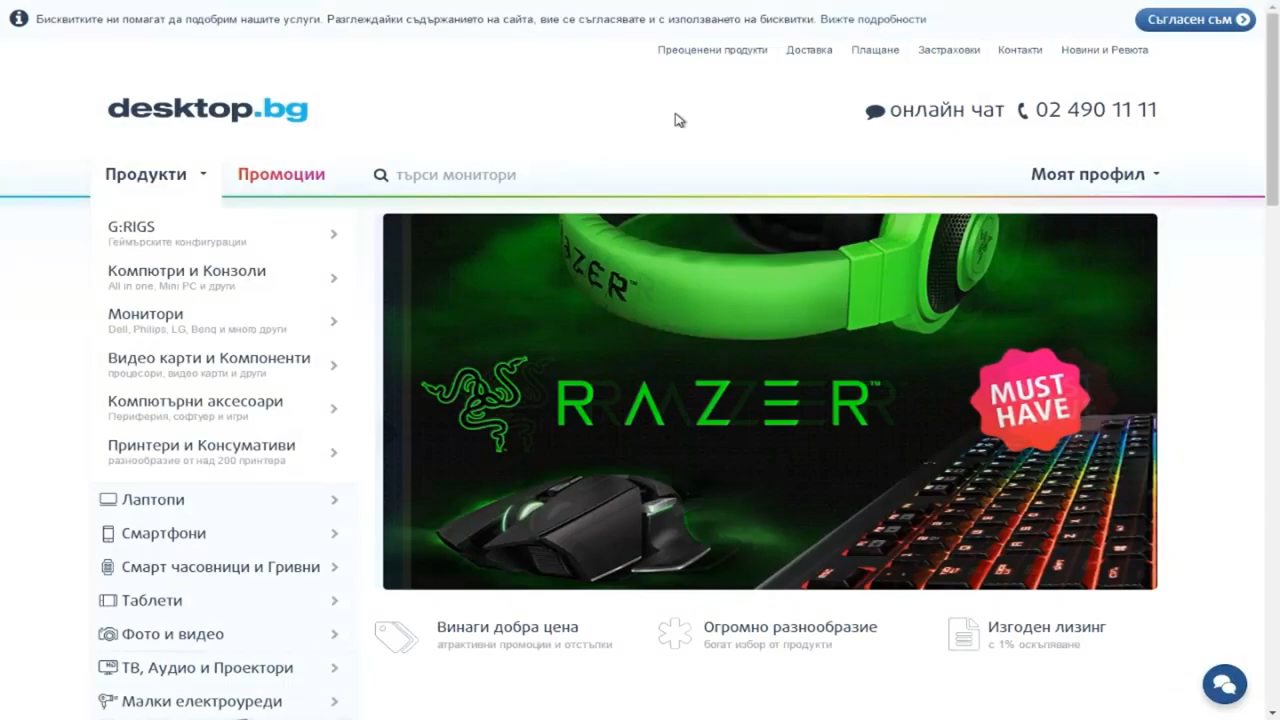 Бисквитките ни помагат да подобрим нашите услуги. Разглеждайки съдържанието на сайта, вие се съгласявате и с използването на бисквитки. Вижте подробности
Съгласен съм
Преоценени продукти Доставка Плащане Застраховки Контакти Новини и Ревюта
desktop.bg
онлайн чат 02 490 11 11
Продукти Промоции търси монитори Моят профил
G:RIGS
Геймърските конфигурации
Компютри и Конзоли
All in one, Mini PC и други
Монитори
Dell, Philips, LG, Benq и много други
Видео карти и Компоненти
процесори, видео карти и други
Компютърни аксесоари
Периферия, софтуер и игри
Принтери и Консумативи
разнообразие от над 200 принтера
Лаптопи
Смартфони
Смарт часовници и Гривни
Таблети
Фото и видео
ТВ, Аудио и Проектори
Малки електроуреди
RAZER™
RAZER™
MUST
HAVE
Винаги добра цена
атрактивни промоции и отстъпки
Огромно разнообразие
богат избор от продукти
Изгоден лизинг
с 1% оскъпяване